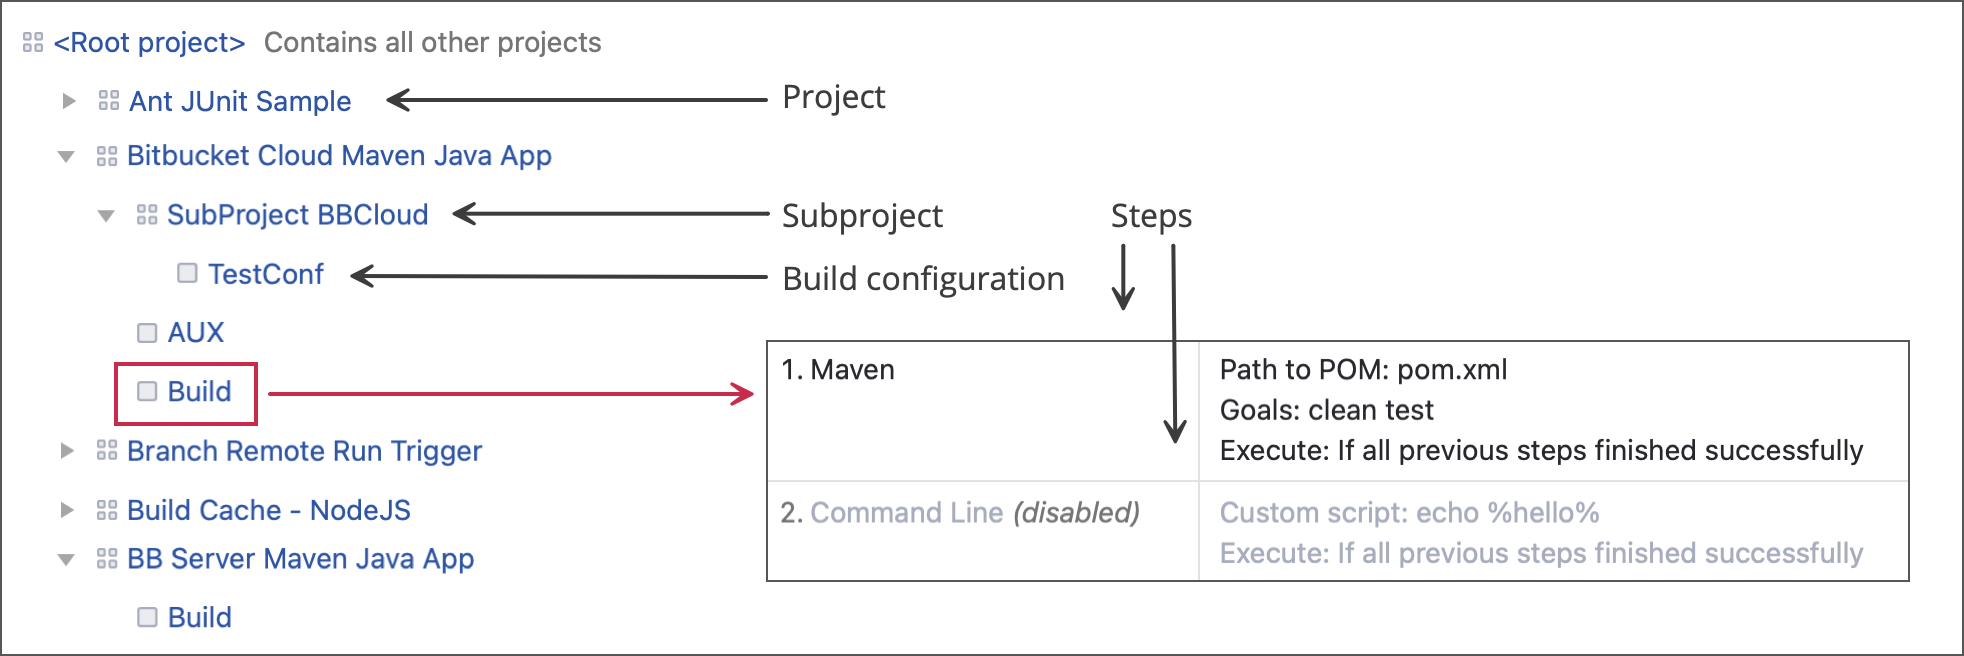 <Root project> Contains all other projects
Ant JUnit Sample
Project
Bitbucket Cloud Maven Java App
SubProject BBCloud
Subproject
Steps
TestConf
Build configuration
AUX
Build
1. Maven
Path to POM: pom.xml
Goals: clean test
Execute: If all previous steps finished successfully
2. Command Line (disabled)
Custom script: echo %hello%
Execute: If all previous steps finished successfully
Branch Remote Run Trigger
Build Cache - NodeJS
BB Server Maven Java App
Build